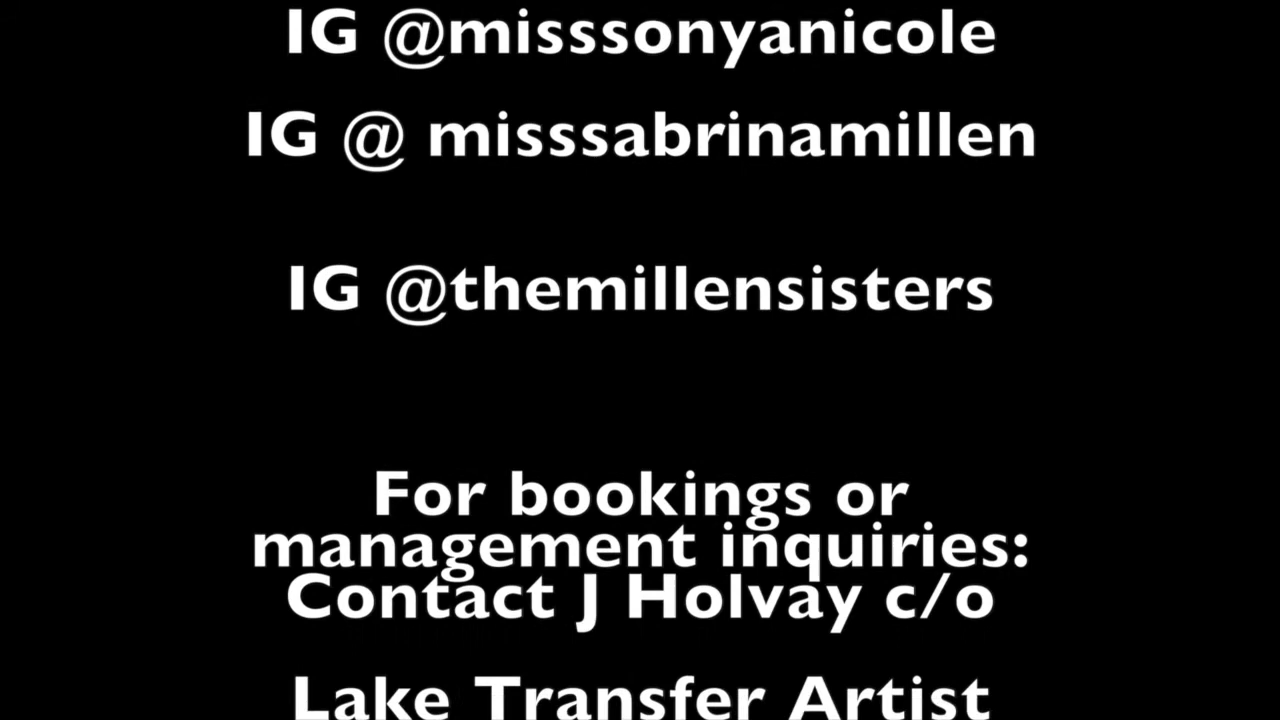 IG @misssonyanicole
IG @ misssabrinamillen
IG @themillensisters
For bookings or
management inquiries:
Contact J Holvay c/o
Lake Transfer Artist